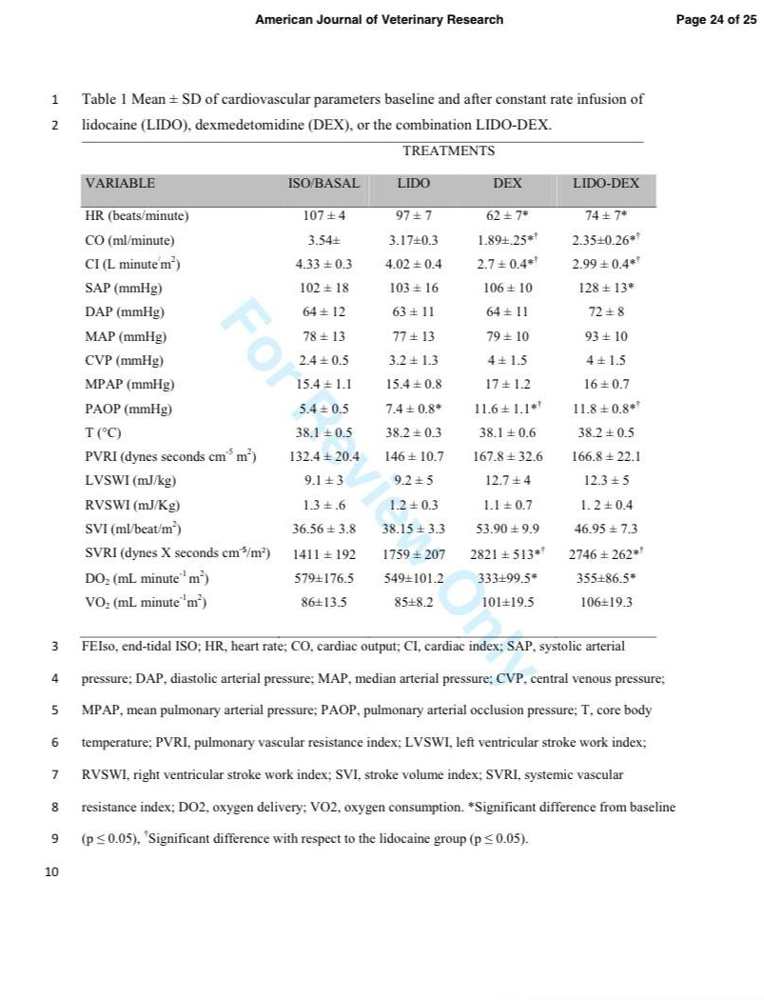 American Journal of Veterinary Research Page 24 of 25
1 Table 1 Mean ± SD of cardiovascular parameters baseline and after constant rate infusion of
2 lidocaine (LIDO), dexmedetomidine (DEX), or the combination LIDO-DEX.
TREATMENTS
VARIABLE ISO/BASAL LIDO DEX LIDO-DEX
HR (beats/minute) 107 ± 4 97 ± 7 62 ± 7* 74 ± 7*
CO (ml/minute) 3.54± 3.17±0.3 1.89±.25*† 2.35±0.26*†
CI (L minute/m²) 4.33 ± 0.3 4.02 ± 0.4 2.7 ± 0.4*† 2.99 ± 0.4*†
SAP (mmHg) 102 ± 18 103 ± 16 106 ± 10 128 ± 13*
DAP (mmHg) 64 ± 12 63 ± 11 64 ± 11 72 ± 8
MAP (mmHg) 78 ± 13 77 ± 13 79 ± 10 93 ± 10
CVP (mmHg) 2.4 ± 0.5 3.2 ± 1.3 4 ± 1.5 4 ± 1.5
MPAP (mmHg) 15.4 ± 1.1 15.4 ± 0.8 17 ± 1.2 16 ± 0.7
PAOP (mmHg) 5.4 ± 0.5 7.4 ± 0.8* 11.6 ± 1.1*† 11.8 ± 0.8*†
T (°C) 38.1 ± 0.5 38.2 ± 0.3 38.1 ± 0.6 38.2 ± 0.5
PVRI (dynes seconds cm⁻⁵ m²) 132.4 ± 20.4 146 ± 10.7 167.8 ± 32.6 166.8 ± 22.1
LVSWI (mJ/kg) 9.1 ± 3 9.2 ± 5 12.7 ± 4 12.3 ± 5
RVSWI (mJ/Kg) 1.3 ± .6 1.2 ± 0.3 1.1 ± 0.7 1. 2 ± 0.4
SVI (ml/beat/m²) 36.56 ± 3.8 38.15 ± 3.3 53.90 ± 9.9 46.95 ± 7.3
SVRI (dynes X seconds cm⁻⁵/m²) 1411 ± 192 1759 ± 207 2821 ± 513*† 2746 ± 262*†
DO₂ (mL minute⁻¹ m²) 579±176.5 549±101.2 333±99.5* 355±86.5*
VO₂ (mL minute⁻¹m²) 86±13.5 85±8.2 101±19.5 106±19.3
For Review Only
3 FEIso, end-tidal ISO; HR, heart rate; CO, cardiac output; CI, cardiac index; SAP, systolic arterial
4 pressure; DAP, diastolic arterial pressure; MAP, median arterial pressure; CVP, central venous pressure;
5 MPAP, mean pulmonary arterial pressure; PAOP, pulmonary arterial occlusion pressure; T, core body
6 temperature; PVRI, pulmonary vascular resistance index; LVSWI, left ventricular stroke work index;
7 RVSWI, right ventricular stroke work index; SVI, stroke volume index; SVRI, systemic vascular
8 resistance index; DO2, oxygen delivery; VO2, oxygen consumption. *Significant difference from baseline
9 (p ≤ 0.05), †Significant difference with respect to the lidocaine group (p ≤ 0.05).
10